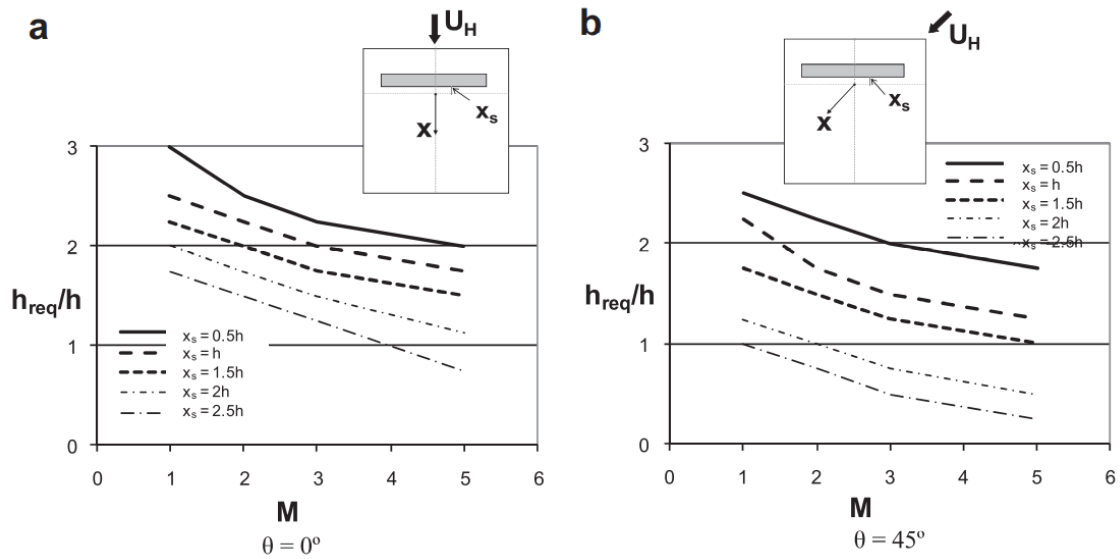 a
U_H
x_s
x
3
2
1
0
h_req/h
x_s = 0.5h
x_s = h
x_s = 1.5h
x_s = 2h
x_s = 2.5h
0 1 2 3 4 5 6
M
θ = 0º
b
U_H
x_s
x
3
2
1
0
h_req/h
x_s = 0.5h
x_s = h
x_s = 1.5h
x_s = 2h
x_s = 2.5h
0 1 2 3 4 5 6
M
θ = 45º